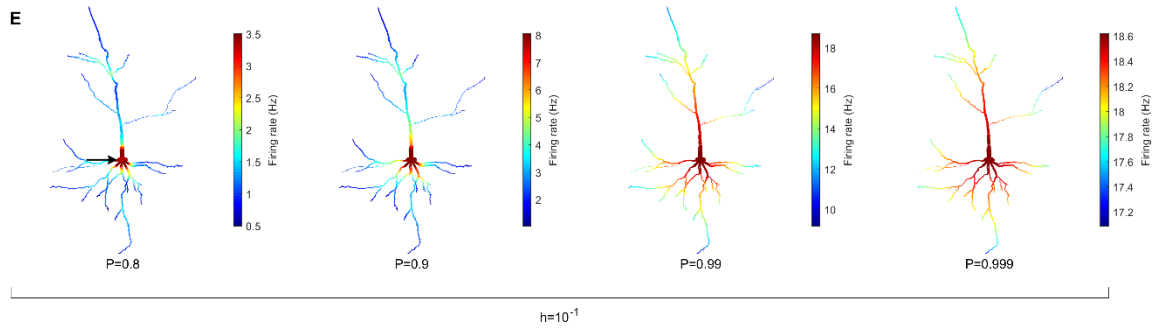 E
3.5
3
2.5
2
1.5
1
0.5
Firing rate (Hz)
P=0.8
8
7
6
5
4
3
2
Firing rate (Hz)
P=0.9
18
16
14
12
10
Firing rate (Hz)
P=0.99
18.6
18.4
18.2
18
17.8
17.6
17.4
17.2
Firing rate (Hz)
P=0.999
h=10⁻¹